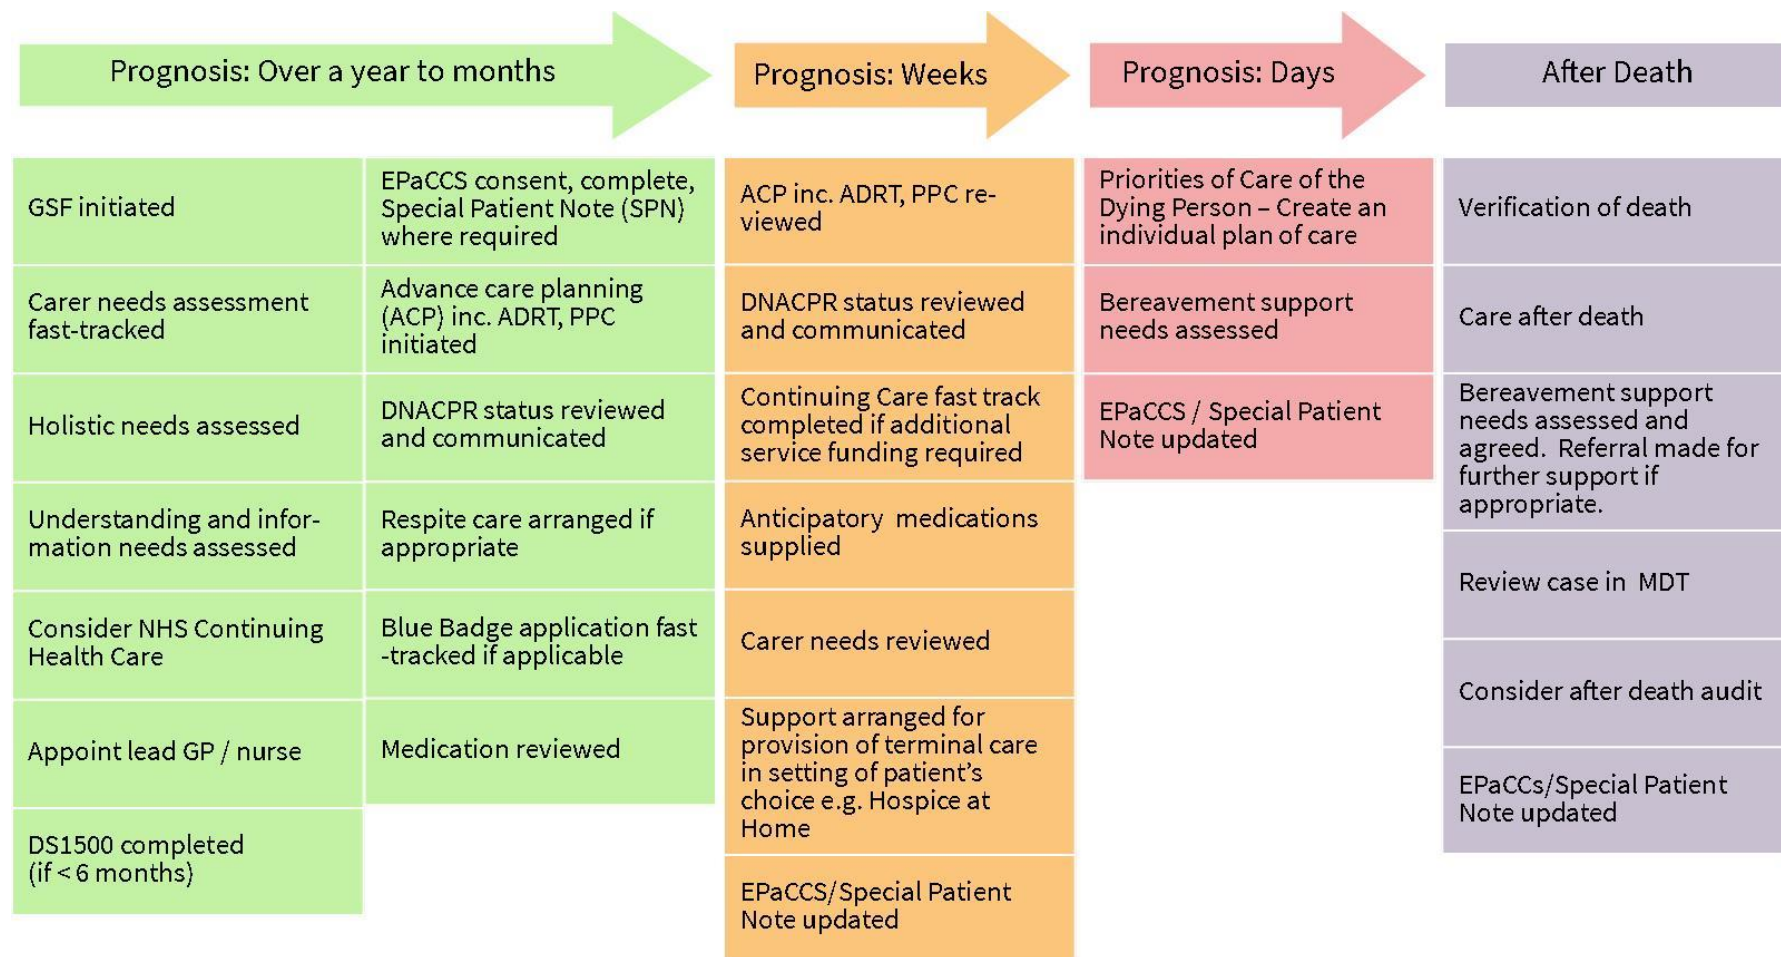 Prognosis: Over a year to months
Prognosis: Weeks
Prognosis: Days
After Death
GSF initiated
Carer needs assessment
fast-tracked
Holistic needs assessed
Understanding and infor-
mation needs assessed
Consider NHS Continuing
Health Care
Appoint lead GP / nurse
DS1500 completed
(if < 6 months)
EPaCCS consent, complete,
Special Patient Note (SPN)
where required
Advance care planning
(ACP) inc. ADRT, PPC
initiated
DNACPR status reviewed
and communicated
Respite care arranged if
appropriate
Blue Badge application fast
-tracked if applicable
Medication reviewed
ACP inc. ADRT, PPC re-
viewed
DNACPR status reviewed
and communicated
Continuing Care fast track
completed if additional
service funding required
Anticipatory medications
supplied
Carer needs reviewed
Support arranged for
provision of terminal care
in setting of patient’s
choice e.g. Hospice at
Home
EPaCCS/Special Patient
Note updated
Priorities of Care of the
Dying Person – Create an
individual plan of care
Bereavement support
needs assessed
EPaCCS / Special Patient
Note updated
Verification of death
Care after death
Bereavement support
needs assessed and
agreed. Referral made for
further support if
appropriate.
Review case in MDT
Consider after death audit
EPaCCs/Special Patient
Note updated